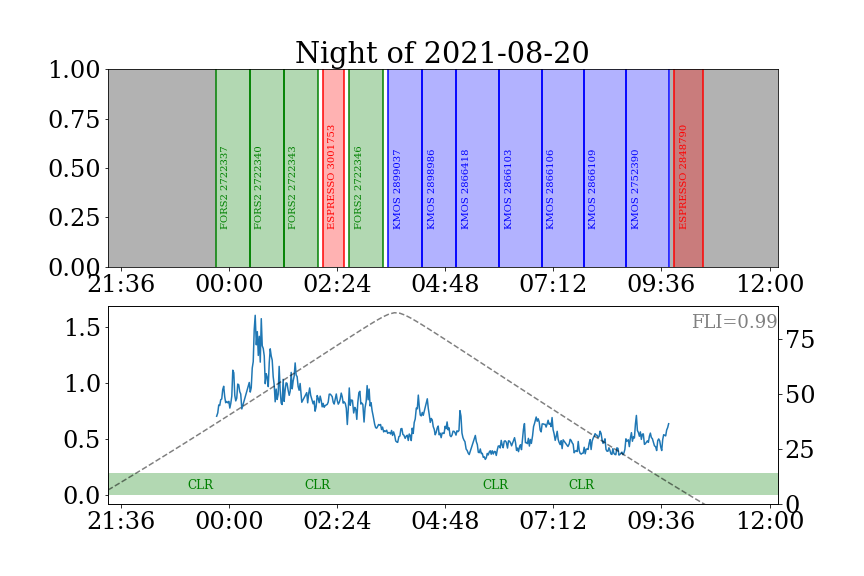 Night of 2021-08-20
1.00
0.75
0.50
0.25
0.00
FORS2 2722337
FORS2 2722340
FORS2 2722343
ESPRESSO 3001753
FORS2 2722346
KMOS 2899037
KMOS 2898986
KMOS 2866418
KMOS 2866103
KMOS 2866106
KMOS 2866109
KMOS 2752390
ESPRESSO 2848790
21:36 00:00 02:24 04:48 07:12 09:36 12:00
FLI=0.99
1.5
1.0
0.5
0.0
75
50
25
0
CLR CLR CLR CLR
21:36 00:00 02:24 04:48 07:12 09:36 12:00